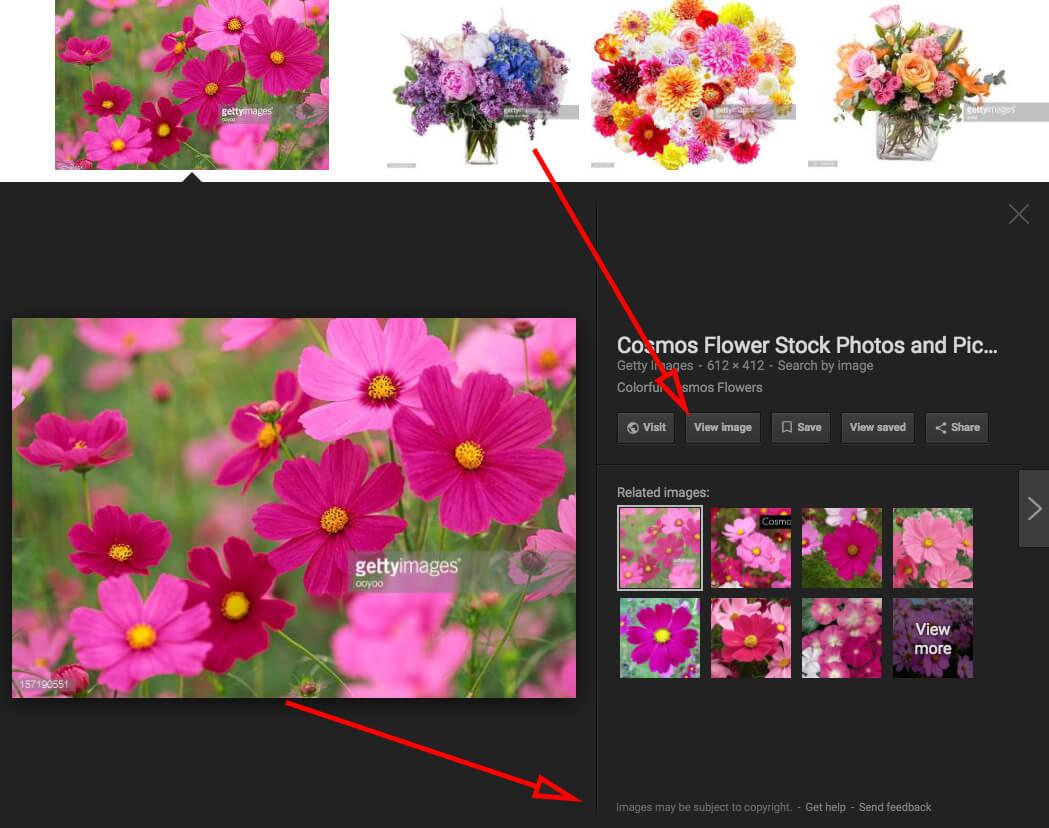 gettyimages®
ooyoo
gettyimages®
gettyimages®
gettyimages®
Cosmos Flower Stock Photos and Pic...
Getty Images - 612 × 412 - Search by image
Colorful Cosmos Flowers
Visit
View image
Save
View saved
Share
Related images:
Cosmo
View
more
gettyimages®
ooyoo
157190551
Images may be subject to copyright. - Get help - Send feedback